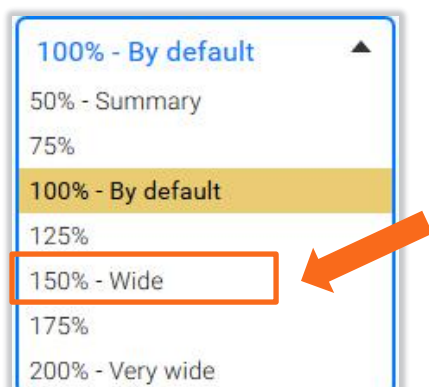 100% - By default
50% - Summary
75%
100% - By default
125%
150% - Wide
175%
200% - Very wide